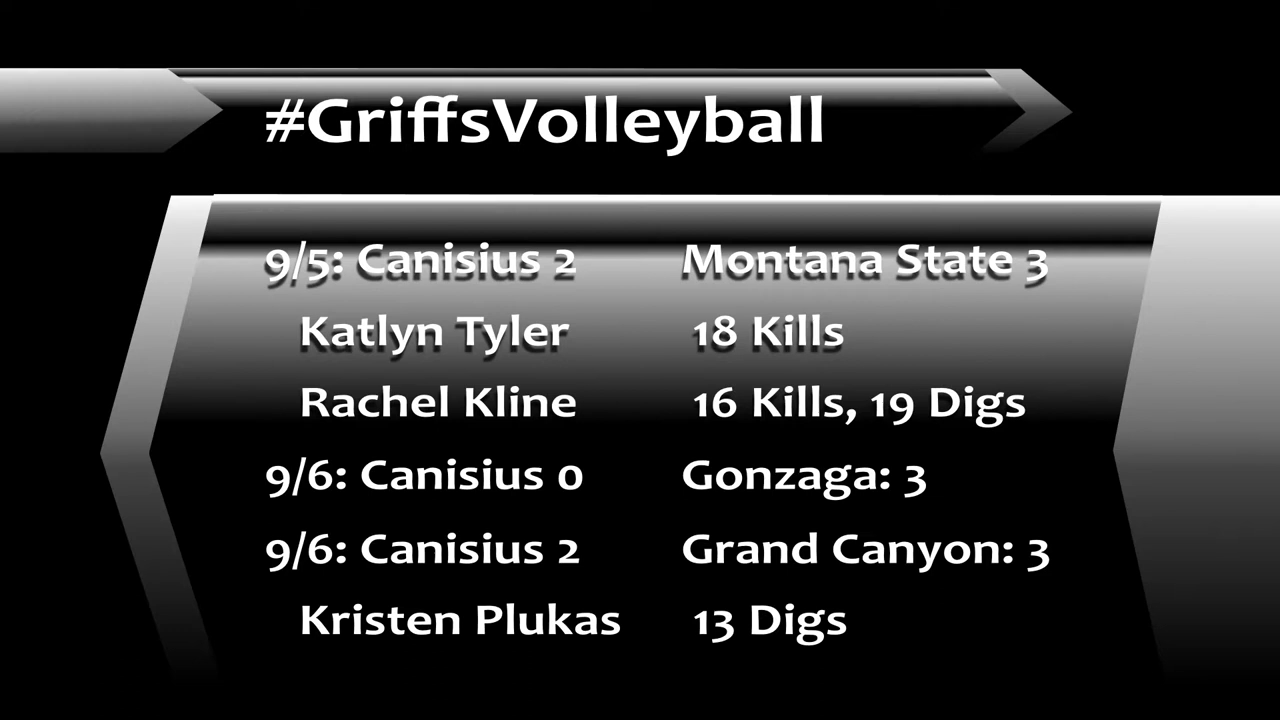 #GriffsVolleyball
9/5: Canisius 2 Montana State 3
Katlyn Tyler 18 Kills
Rachel Kline 16 Kills, 19 Digs
9/6: Canisius 0 Gonzaga: 3
9/6: Canisius 2 Grand Canyon: 3
Kristen Plukas 13 Digs